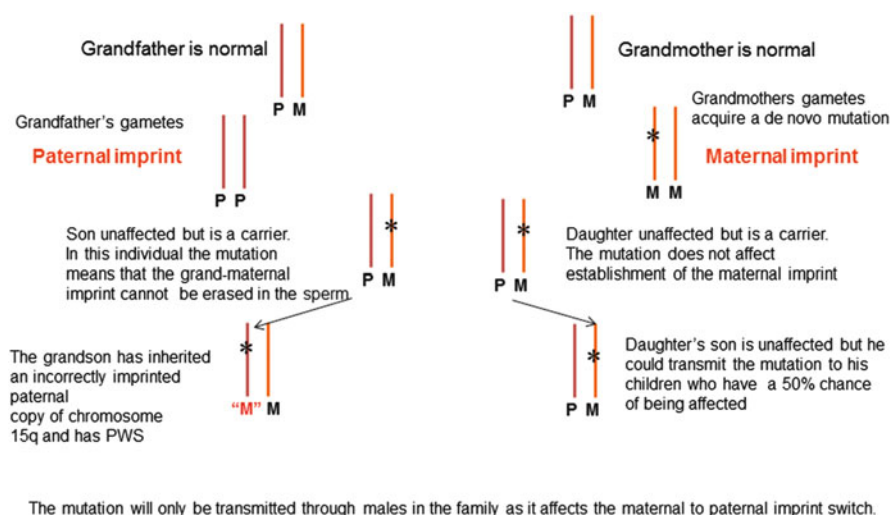 Grandfather is normal
P M
Grandmother is normal
P M
Grandfather's gametes
Paternal imprint
P P
Grandmothers gametes
acquire a de novo mutation
Maternal imprint
*
M M
Son unaffected but is a carrier.
In this individual the mutation
means that the grand-maternal
imprint cannot be erased in the sperm
*
P M
*
P M
Daughter unaffected but is a carrier.
The mutation does not affect
establishment of the maternal imprint
The grandson has inherited
an incorrectly imprinted
paternal
copy of chromosome
15q and has PWS
*
"M" M
*
P M
Daughter's son is unaffected but he
could transmit the mutation to his
children who have a 50% chance
of being affected
The mutation will only be transmitted through males in the family as it affects the maternal to paternal imprint switch.